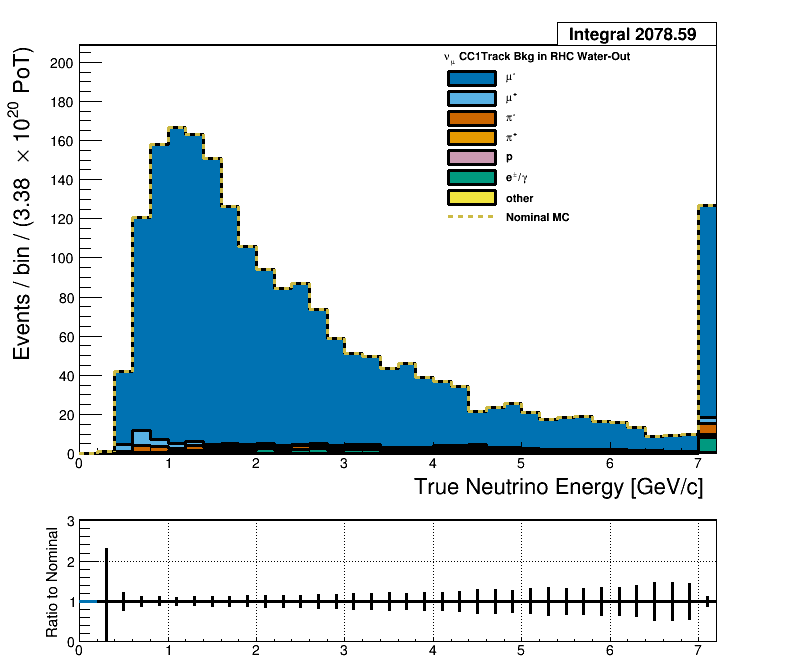 Integral 2078.59
ν_μ CC1Track Bkg in RHC Water-Out
μ⁻
μ⁺
π⁻
π⁺
p
e^±/γ
other
Nominal MC
Events / bin / (3.38 × 10^20 PoT)
200
180
160
140
120
100
80
60
40
20
0
0 1 2 3 4 5 6 7
True Neutrino Energy [GeV/c]
Ratio to Nominal
3
2
1
0
0 1 2 3 4 5 6 7